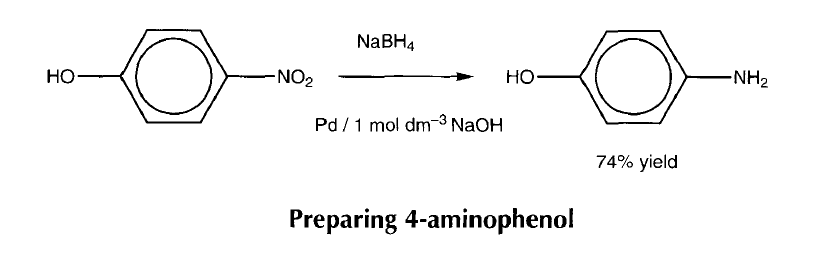 NaBH₄
HO NO₂ HO NH₂
Pd / 1 mol dm⁻³ NaOH
74% yield
Preparing 4-aminophenol